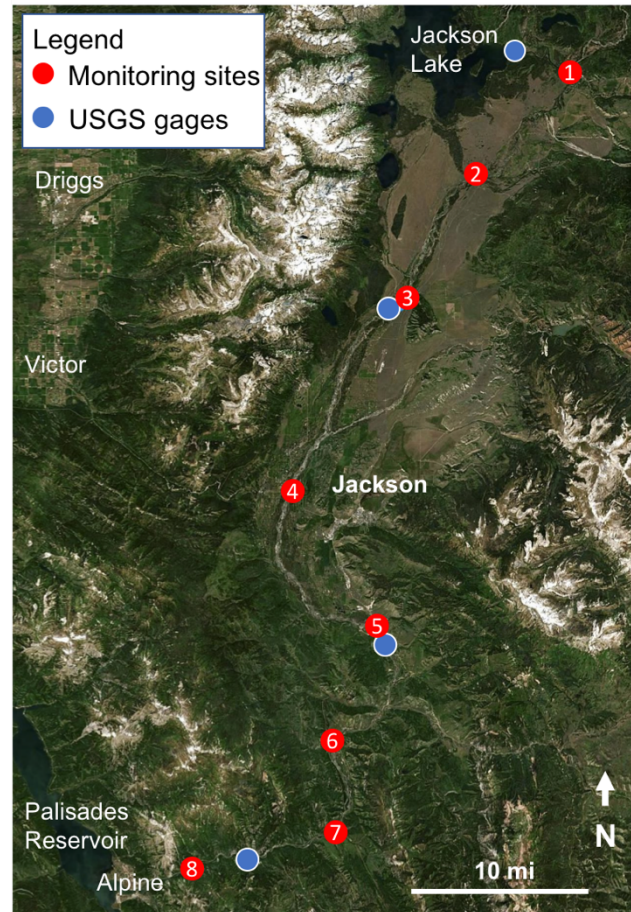 Legend
Monitoring sites
USGS gages
Jackson
Lake
1
Driggs
2
3
Victor
4
Jackson
5
6
Palisades
Reservoir
7
8
Alpine
N
10 mi